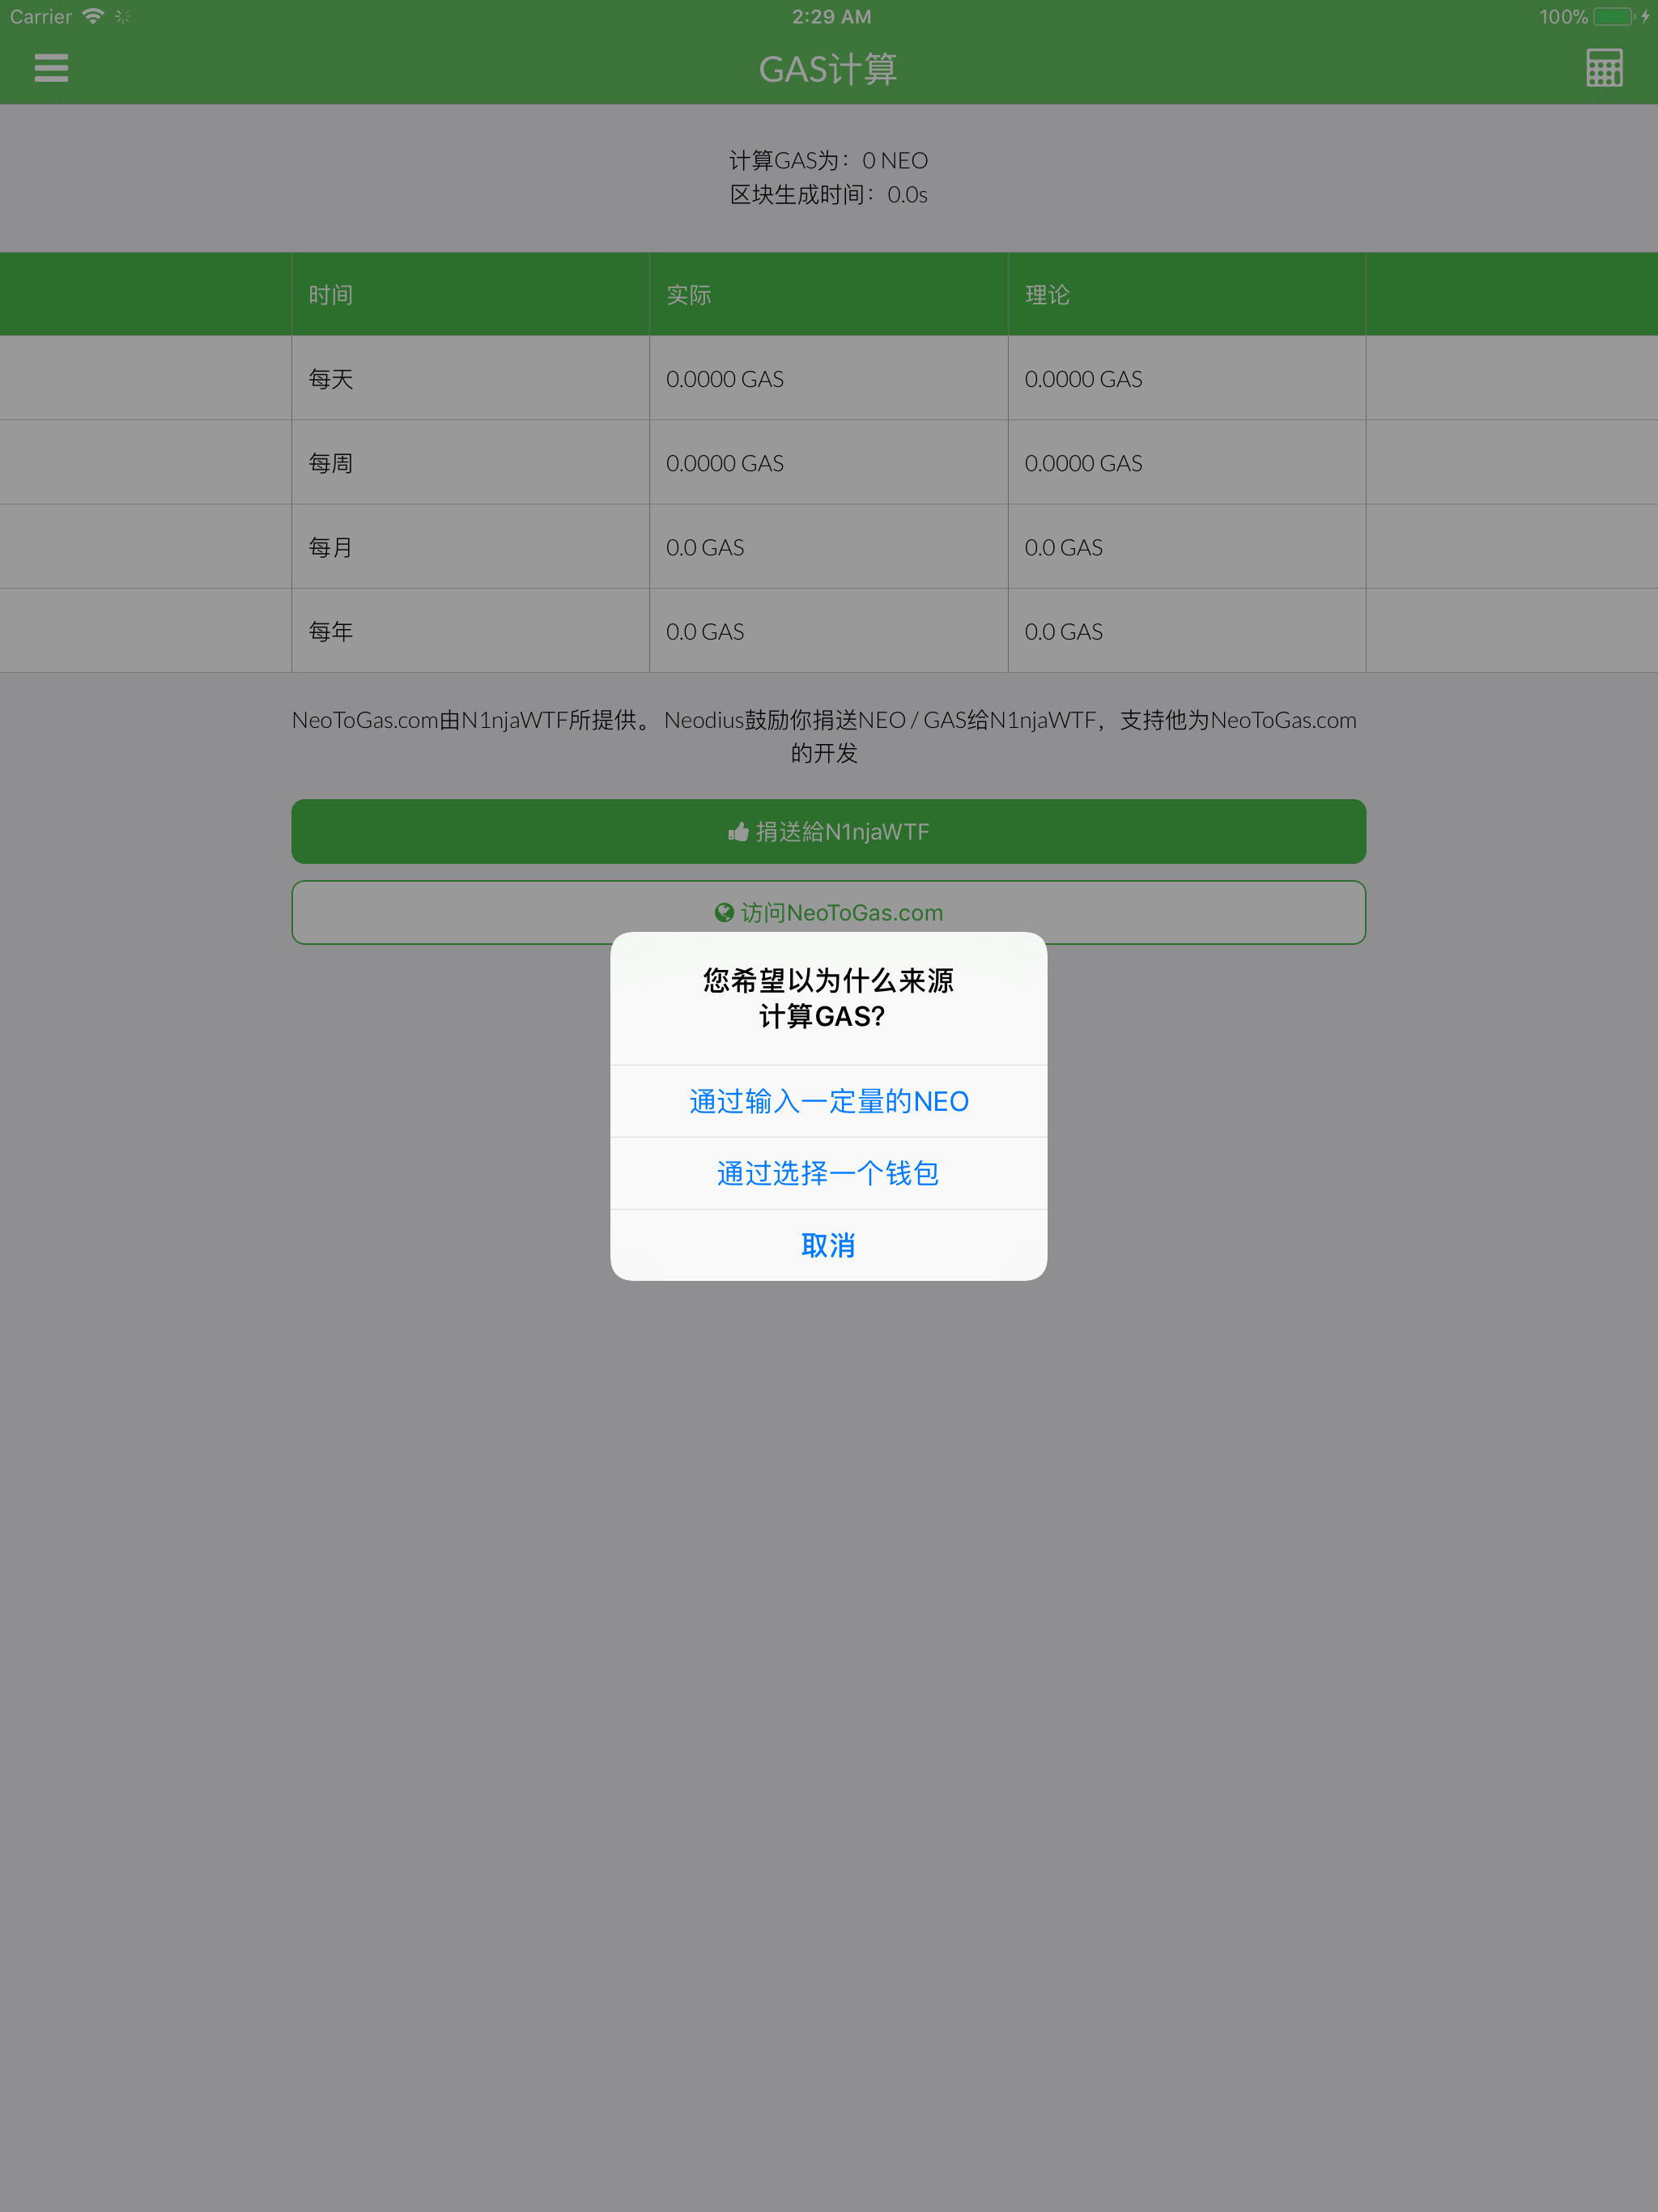 Carrier 2:29 AM 100%
GAS计算
计算GAS为：0 NEO
区块生成时间：0.0s
时间 实际 理论
每天 0.0000 GAS 0.0000 GAS
每周 0.0000 GAS 0.0000 GAS
每月 0.0 GAS 0.0 GAS
每年 0.0 GAS 0.0 GAS
NeoToGas.com由N1njaWTF所提供。 Neodius鼓励你捐送NEO / GAS给N1njaWTF，支持他为NeoToGas.com
的开发
捐送給N1njaWTF
访问NeoToGas.com
您希望以为什么来源
计算GAS?
通过输入一定量的NEO
通过选择一个钱包
取消